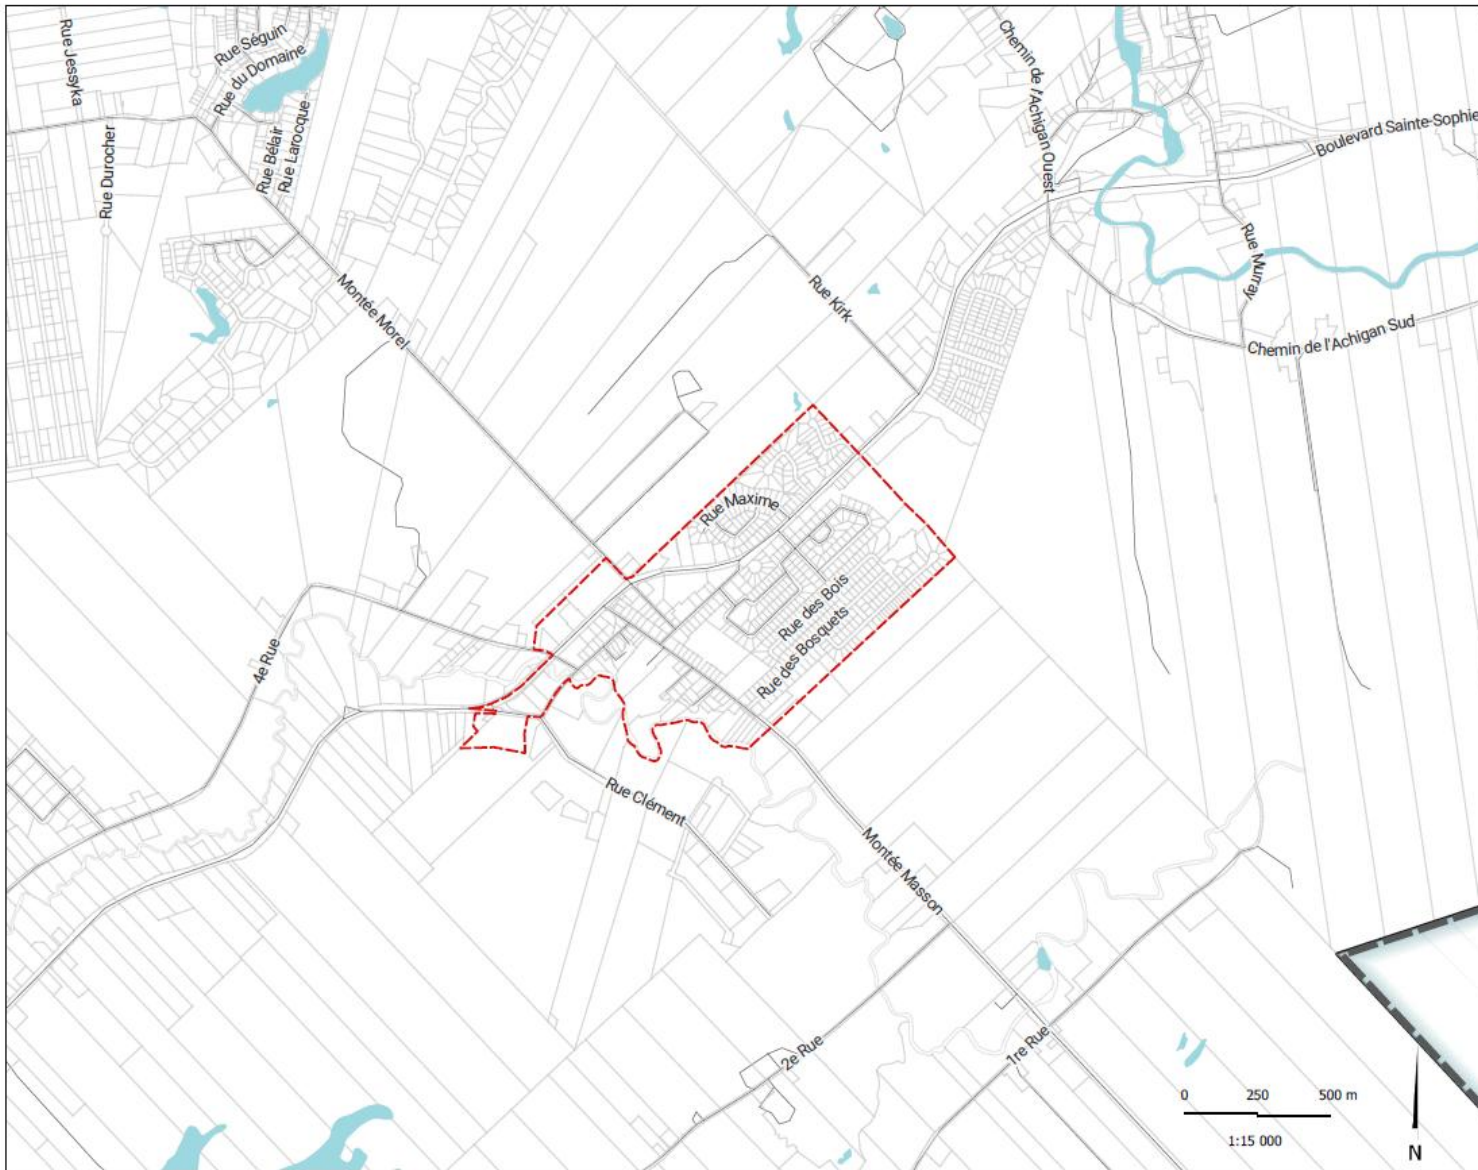 Rue Jessyka
Rue Séguin
Rue du Domaine
Rue Durocher
Rue Bélair
Rue Larocque
Chemin de l'Achigan Ouest
Boulevard Sainte-Sophie
Rue Murray
Chemin de l'Achigan Sud
Montée Morel
Rue Kirk
Rue Maxime
Rue des Bois
Rue des Bosquets
4e Rue
Rue Clément
Montée Masson
2e Rue
1re Rue
0 250 500 m
1:15 000
N